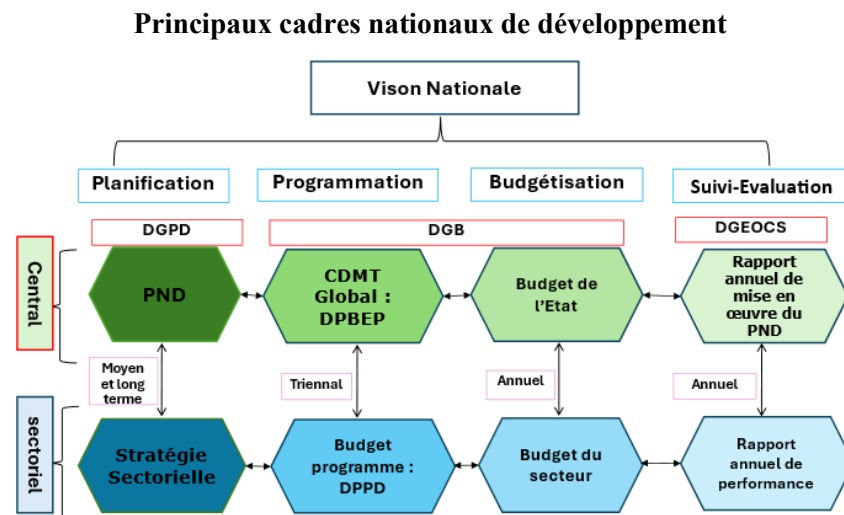 Principaux cadres nationaux de développement
Vison Nationale
Planification
Programmation
Budgétisation
Suivi-Evaluation
DGPD
DGB
DGEOCS
Central
PND
CDMT
Global :
DPBEP
Budget de
l'Etat
Rapport
annuel de
mise en
œuvre du
PND
Moyen
et long
terme
Triennal
Annuel
Annuel
sectoriel
Stratégie
Sectorielle
Budget
programme :
DPPD
Budget du
secteur
Rapport
annuel de
performance